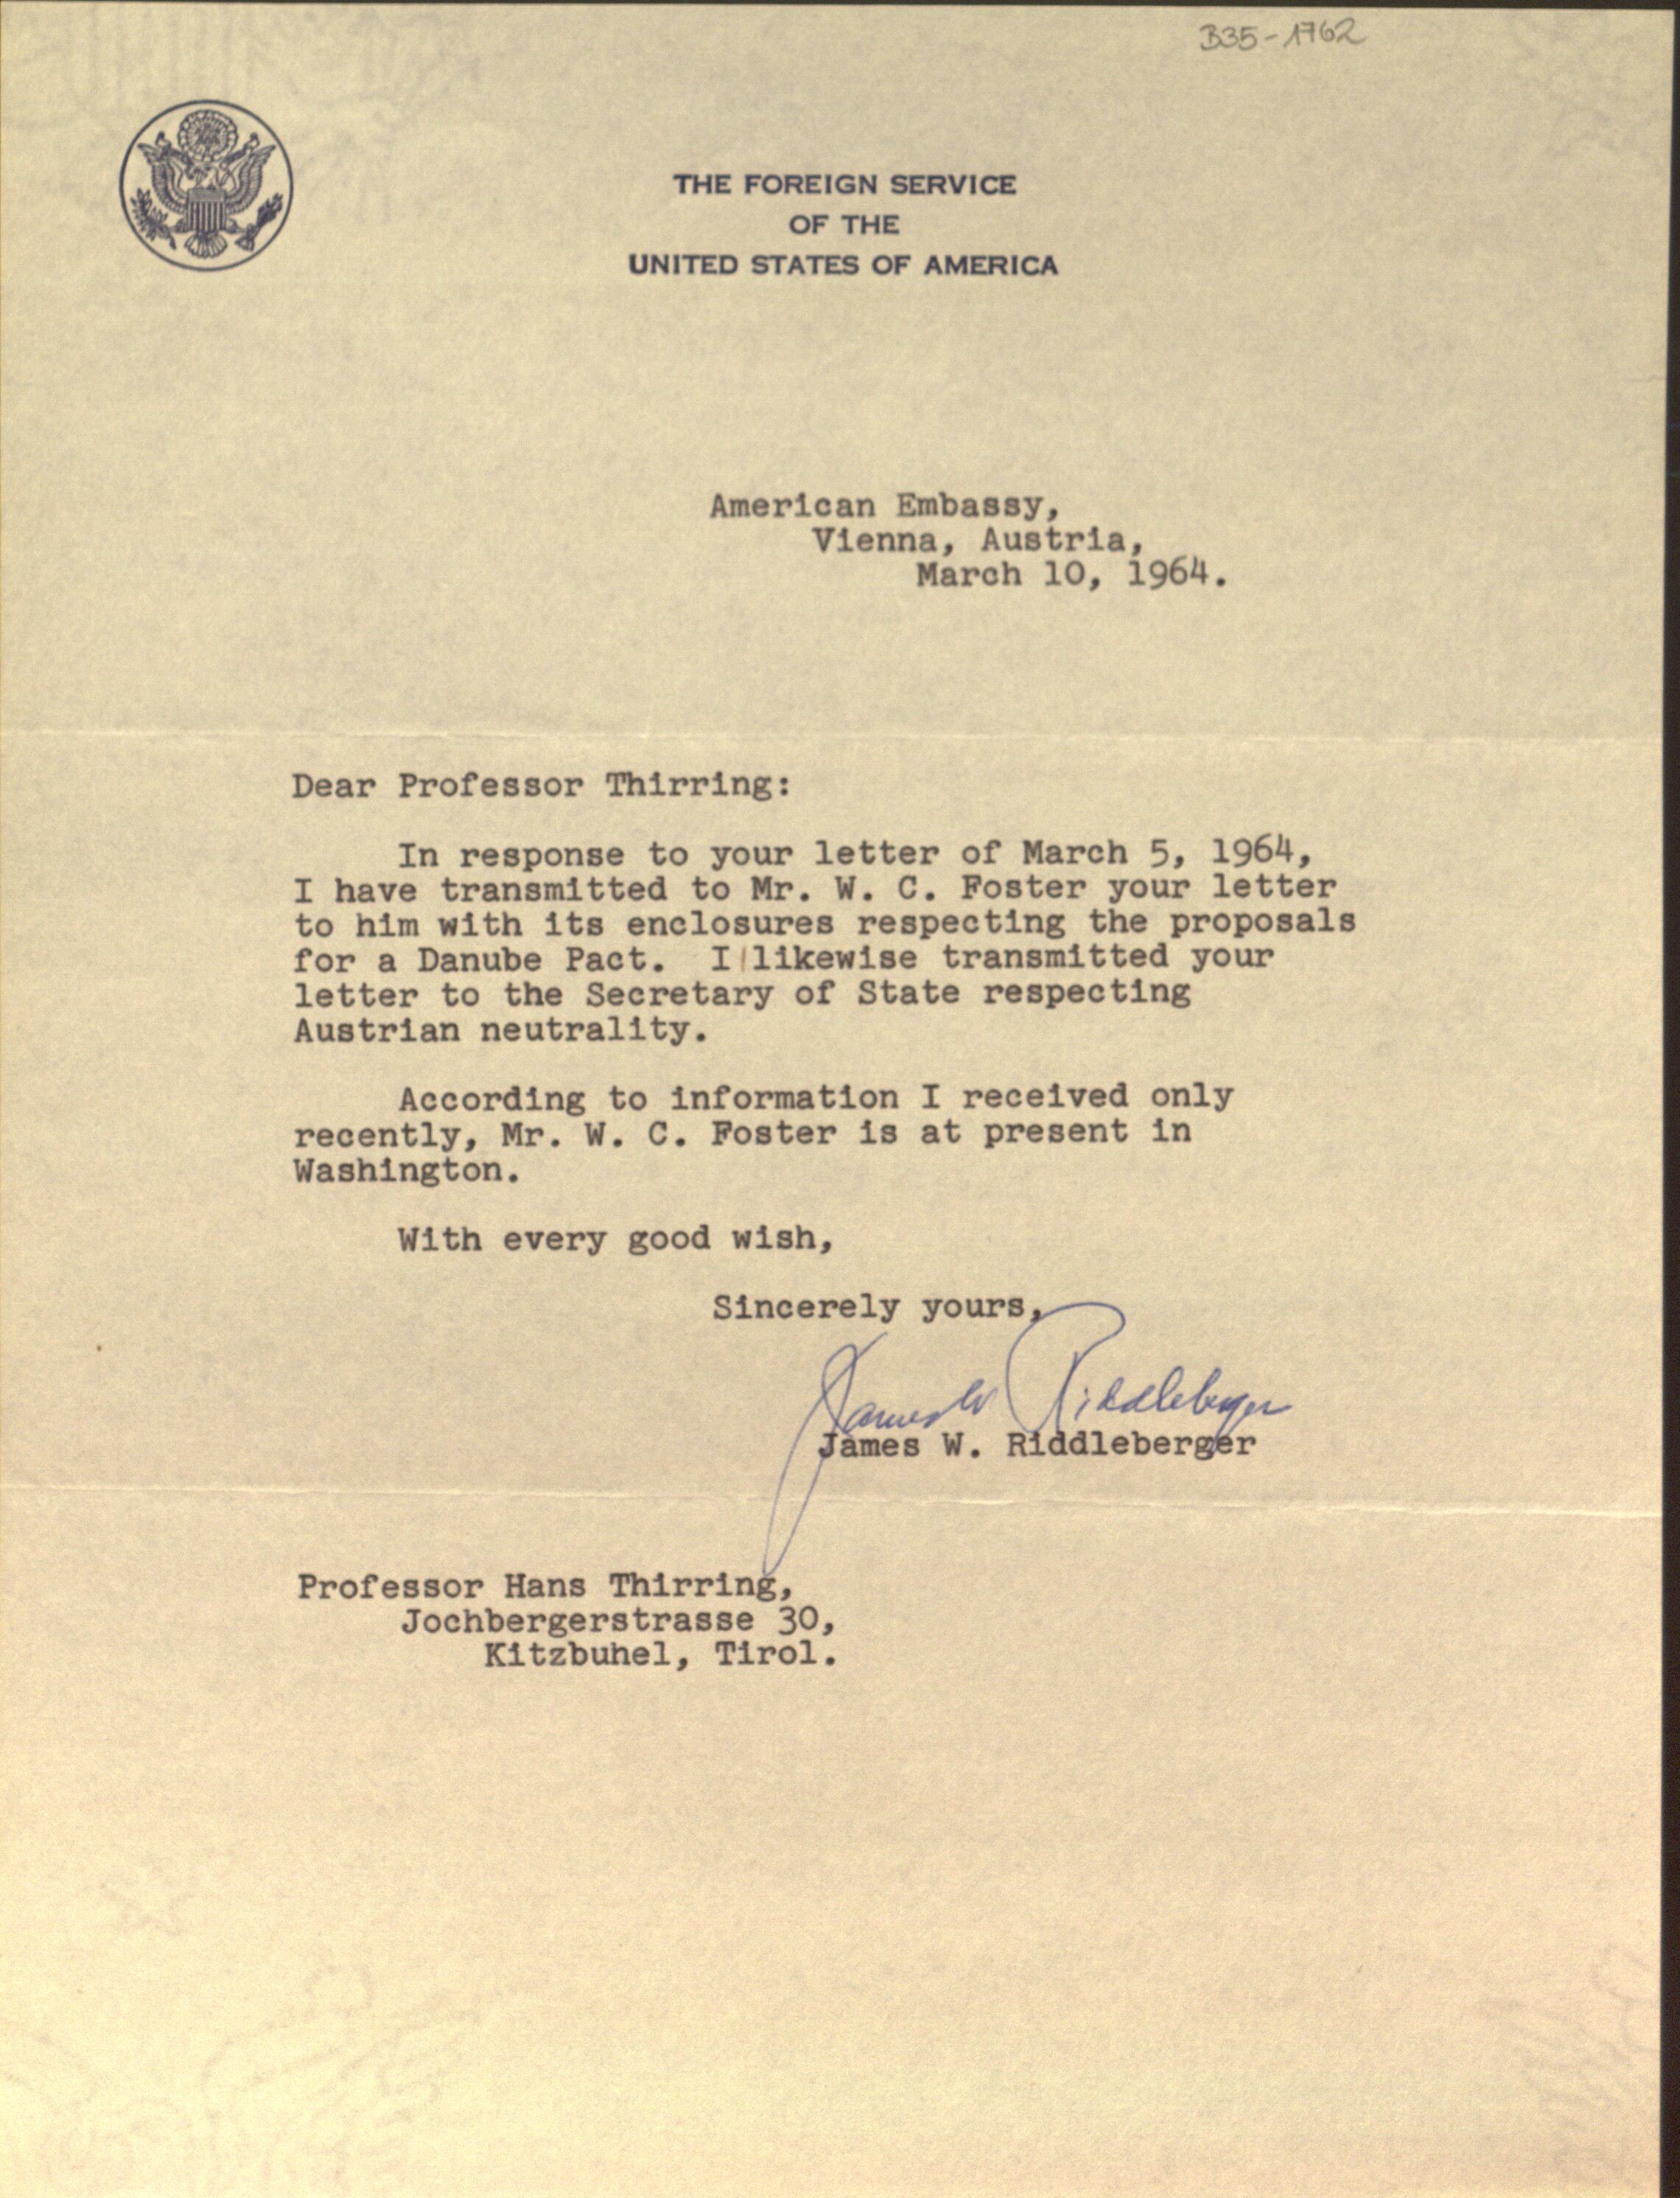 B35-1762
THE FOREIGN SERVICE
OF THE
UNITED STATES OF AMERICA
American Embassy,
Vienna, Austria,
March 10, 1964.
Dear Professor Thirring:
In response to your letter of March 5, 1964,
I have transmitted to Mr. W. C. Foster your letter
to him with its enclosures respecting the proposals
for a Danube Pact. I likewise transmitted your
letter to the Secretary of State respecting
Austrian neutrality.
According to information I received only
recently, Mr. W. C. Foster is at present in
Washington.
With every good wish,
Sincerely yours,
James W Riddleberger
James W. Riddleberger
Professor Hans Thirring,
Jochbergerstrasse 30,
Kitzbuhel, Tirol.